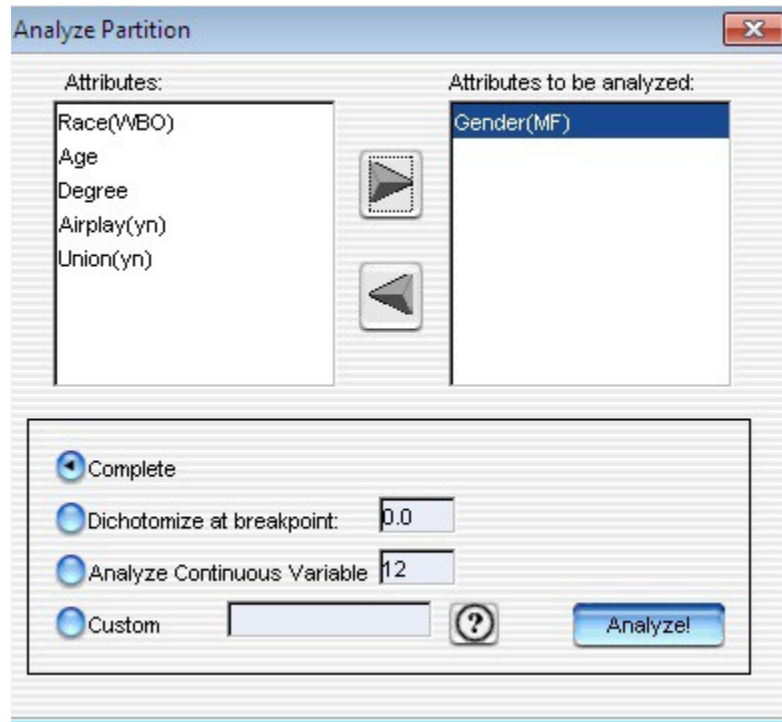 Analyze Partition
Attributes:
Attributes to be analyzed:
Race(WBO)
Age
Degree
Airplay(yn)
Union(yn)
Gender(MF)
Complete
Dichotomize at breakpoint: 0.0
Analyze Continuous Variable 12
Custom ? Analyze!